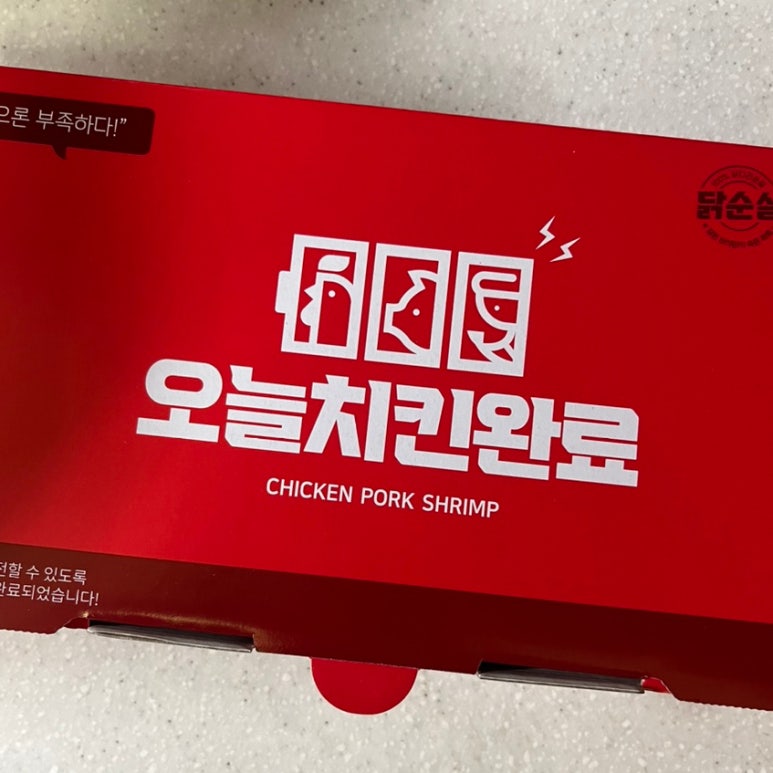 으론 부족하다!”
닭순살
오늘치킨완료
CHICKEN PORK SHRIMP
전할 수 있도록
완료되었습니다!